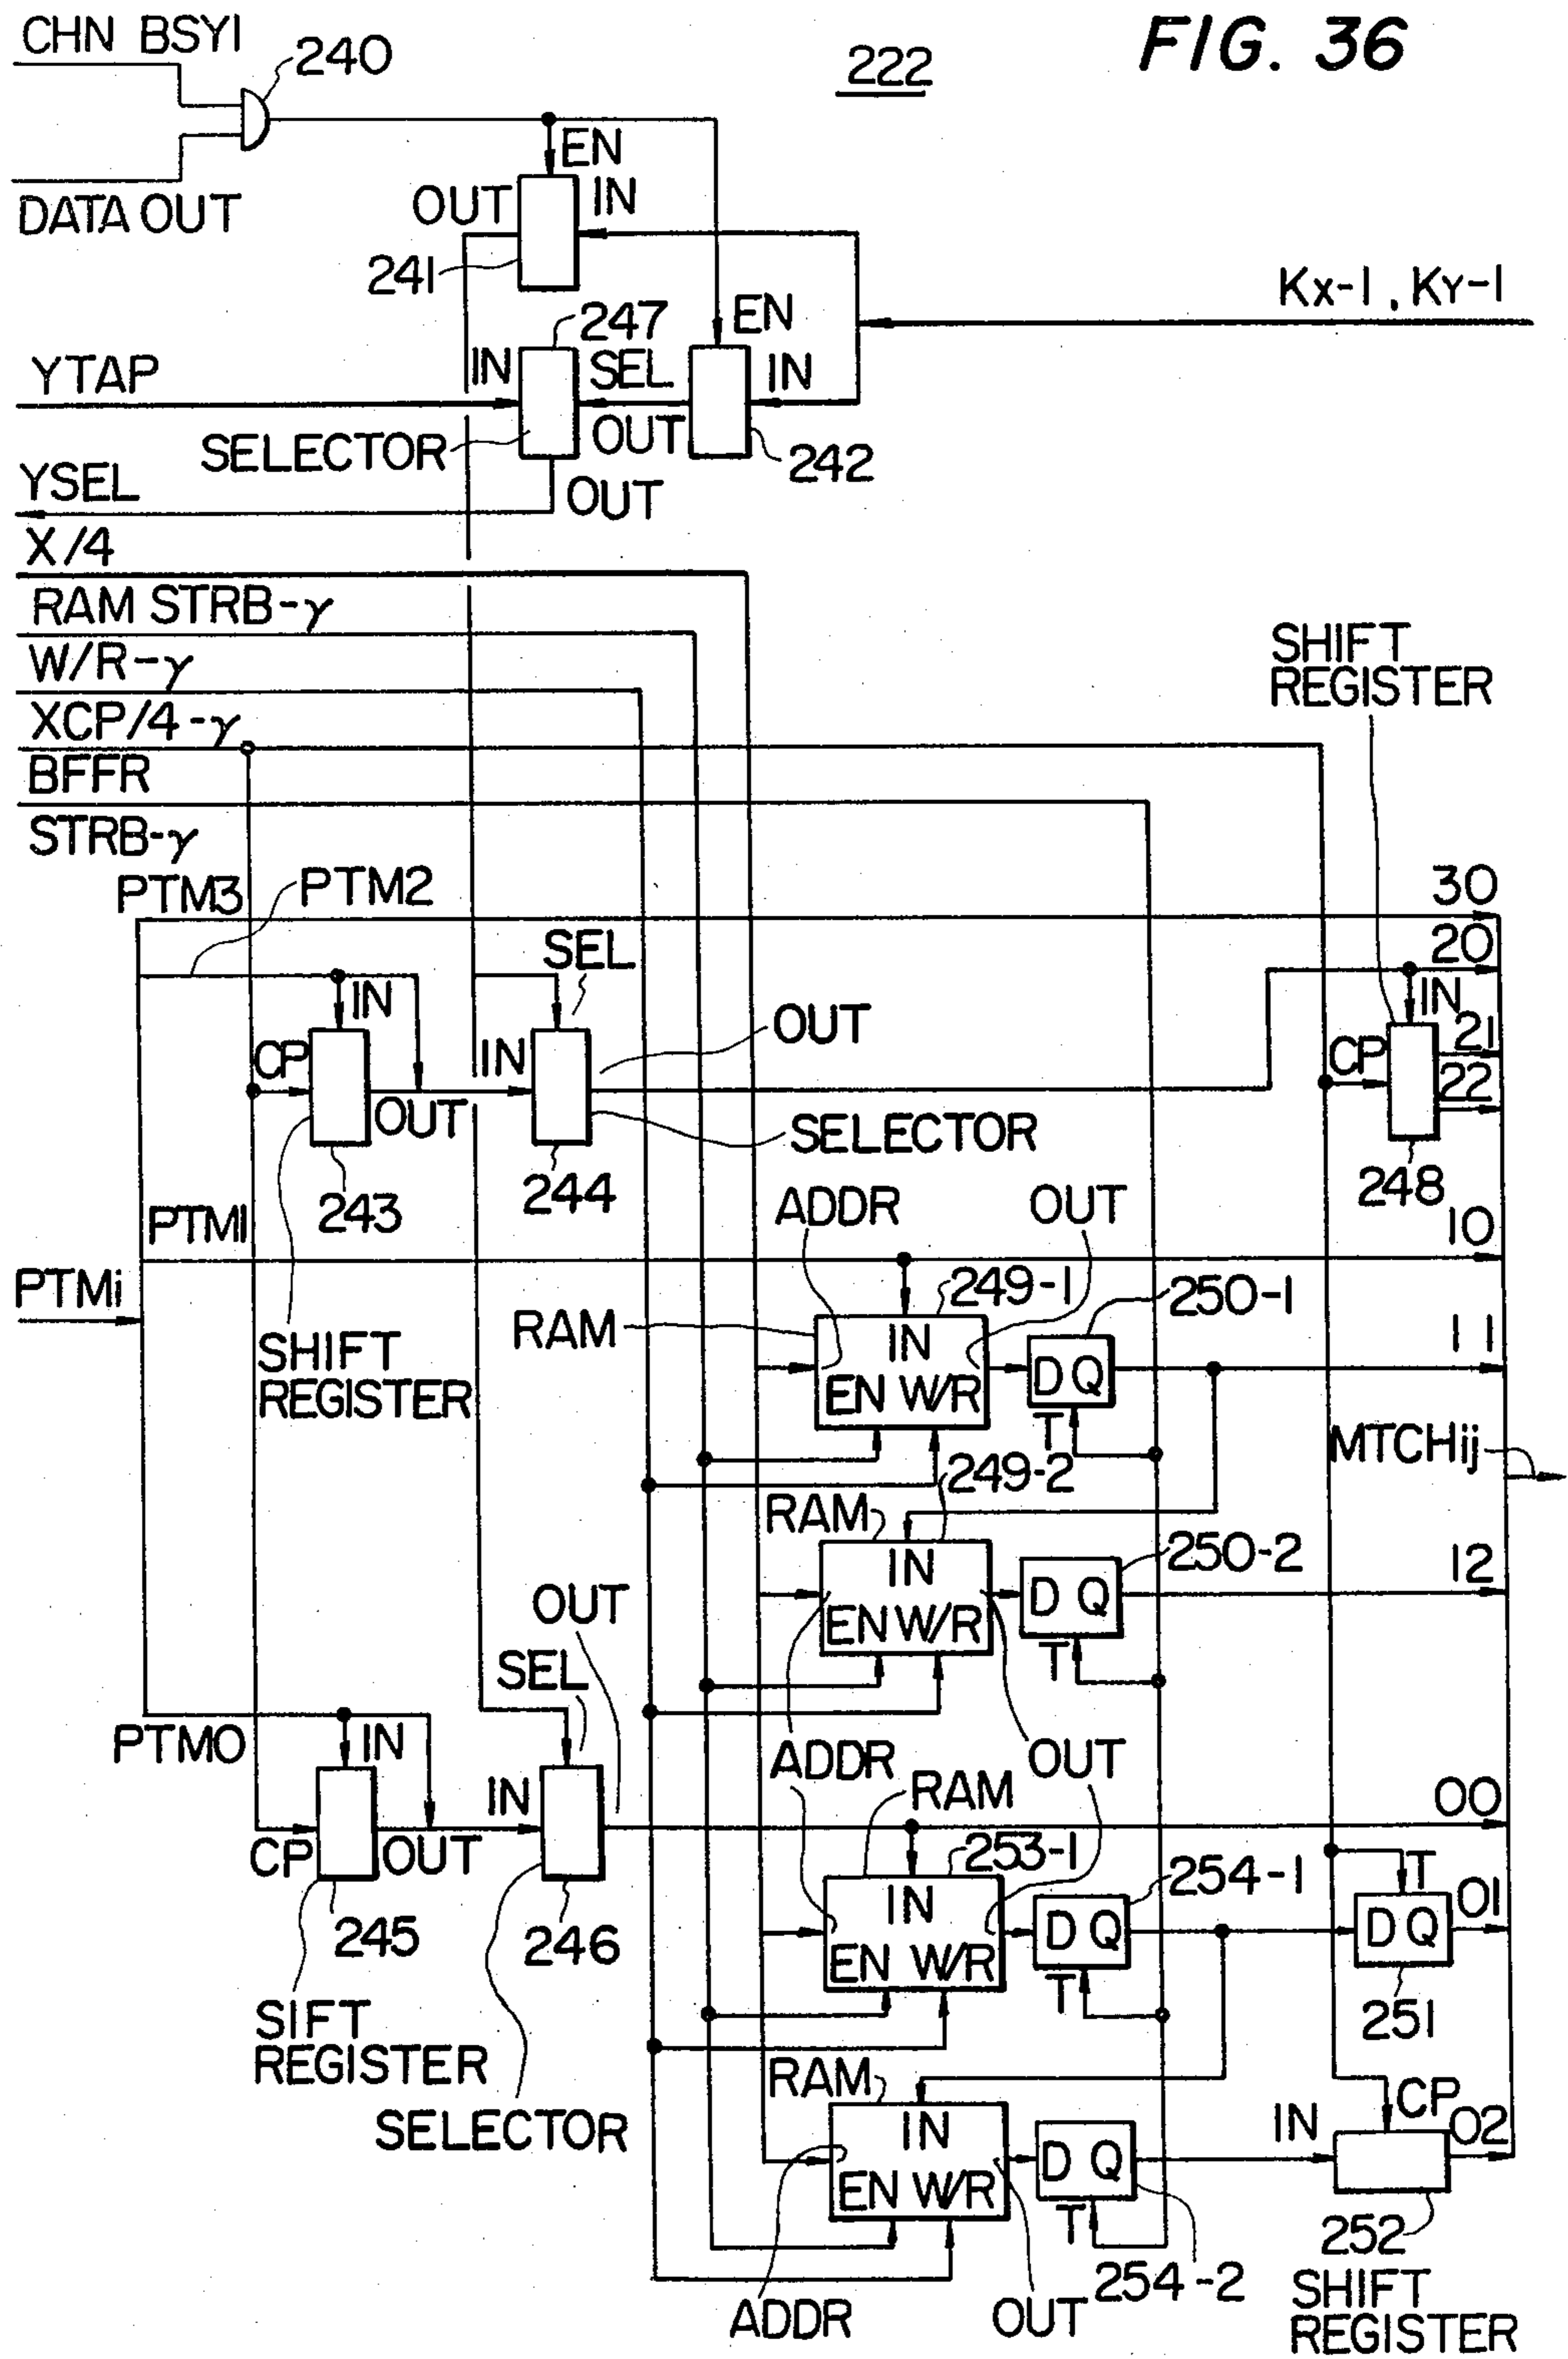 FIG. 36
222
CHN BSY1
240
DATA OUT
EN
OUT
IN
241
Kx-1, Ky-1
247
EN
YTAP
IN
SEL
IN
OUT
SELECTOR
242
YSEL
OUT
X/4
RAM STRB-γ
W/R-γ
SHIFT
REGISTER
XCP/4-γ
BFFR
STRB-γ
PTM3
PTM2
30
SEL
20
IN
IN
21
OUT
CP
IN
CP
22
OUT
SELECTOR
243
244
248
ADDR
OUT
PTM1
10
PTMi
249-1
250-1
RAM
IN
11
SHIFT
REGISTER
EN W/R
D Q
T
MTCHij
249-2
RAM
250-2
IN
12
D Q
OUT
EN W/R
SEL
T
PTM0
IN
ADDR
OUT
RAM
IN
00
CP
OUT
253-1
254-1
T
IN
01
245
246
D Q
D Q
EN W/R
T
251
SIFT
REGISTER
RAM
CP
SELECTOR
IN
IN
02
D Q
EN W/R
T
252
254-2
SHIFT
REGISTER
ADDR
OUT